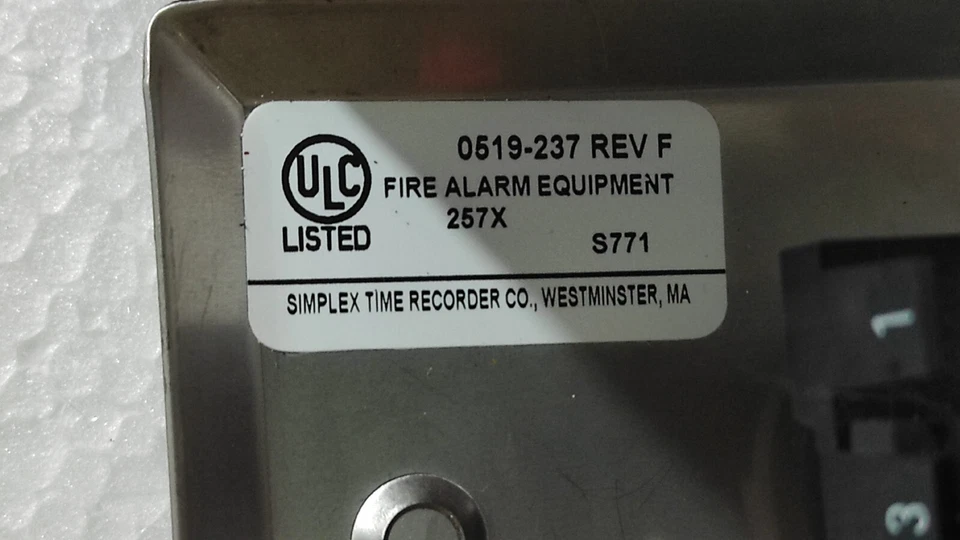 ULC
LISTED
0519-237 REV F
FIRE ALARM EQUIPMENT
257X
S771
SIMPLEX TIME RECORDER CO., WESTMINSTER, MA
1
3